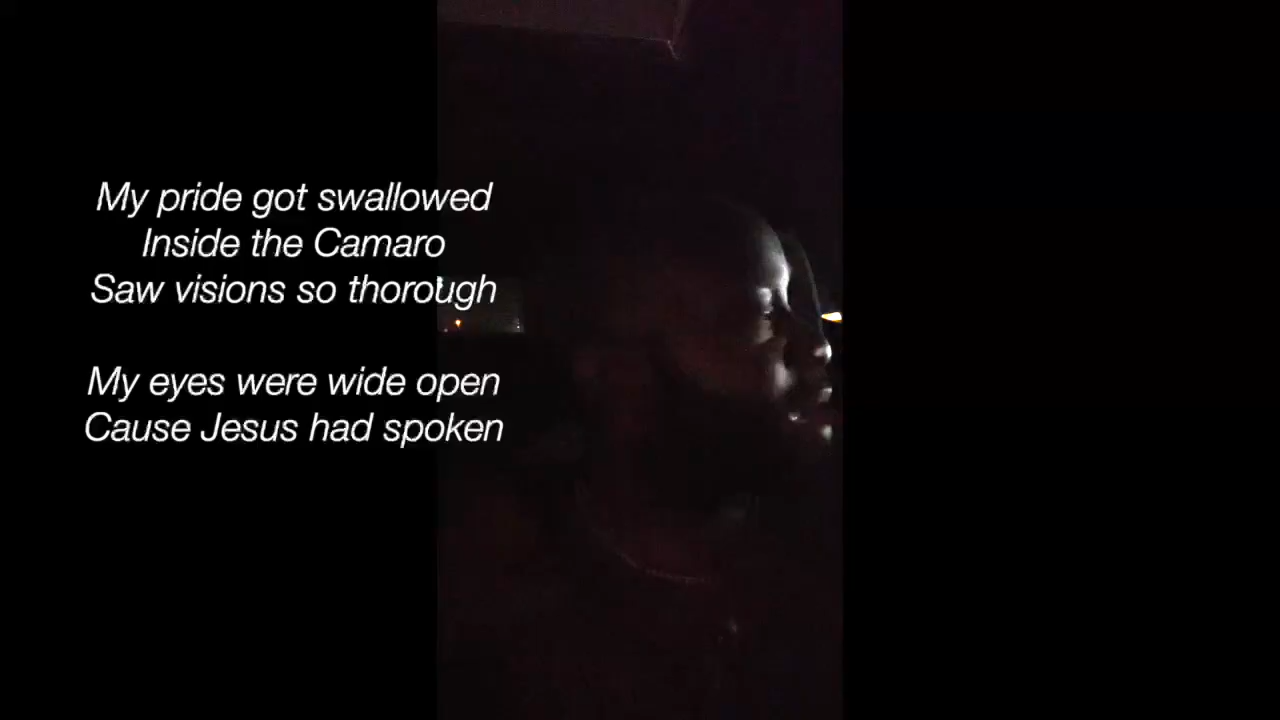 My pride got swallowed
Inside the Camaro
Saw visions so thorough
My eyes were wide open
Cause Jesus had spoken